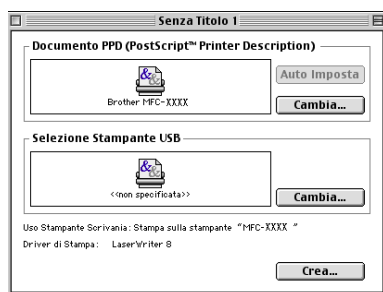 Senza Titolo 1
Documento PPD (PostScript™ Printer Description)
Auto Imposta
Brother MFC-XXXX
Cambia...
Selezione Stampante USB
<<non specificata>>
Cambia...
Uso Stampante Scrivania: Stampa sulla stampante "MFC-XXXX "
Driver di Stampa: LaserWriter 8
Crea...